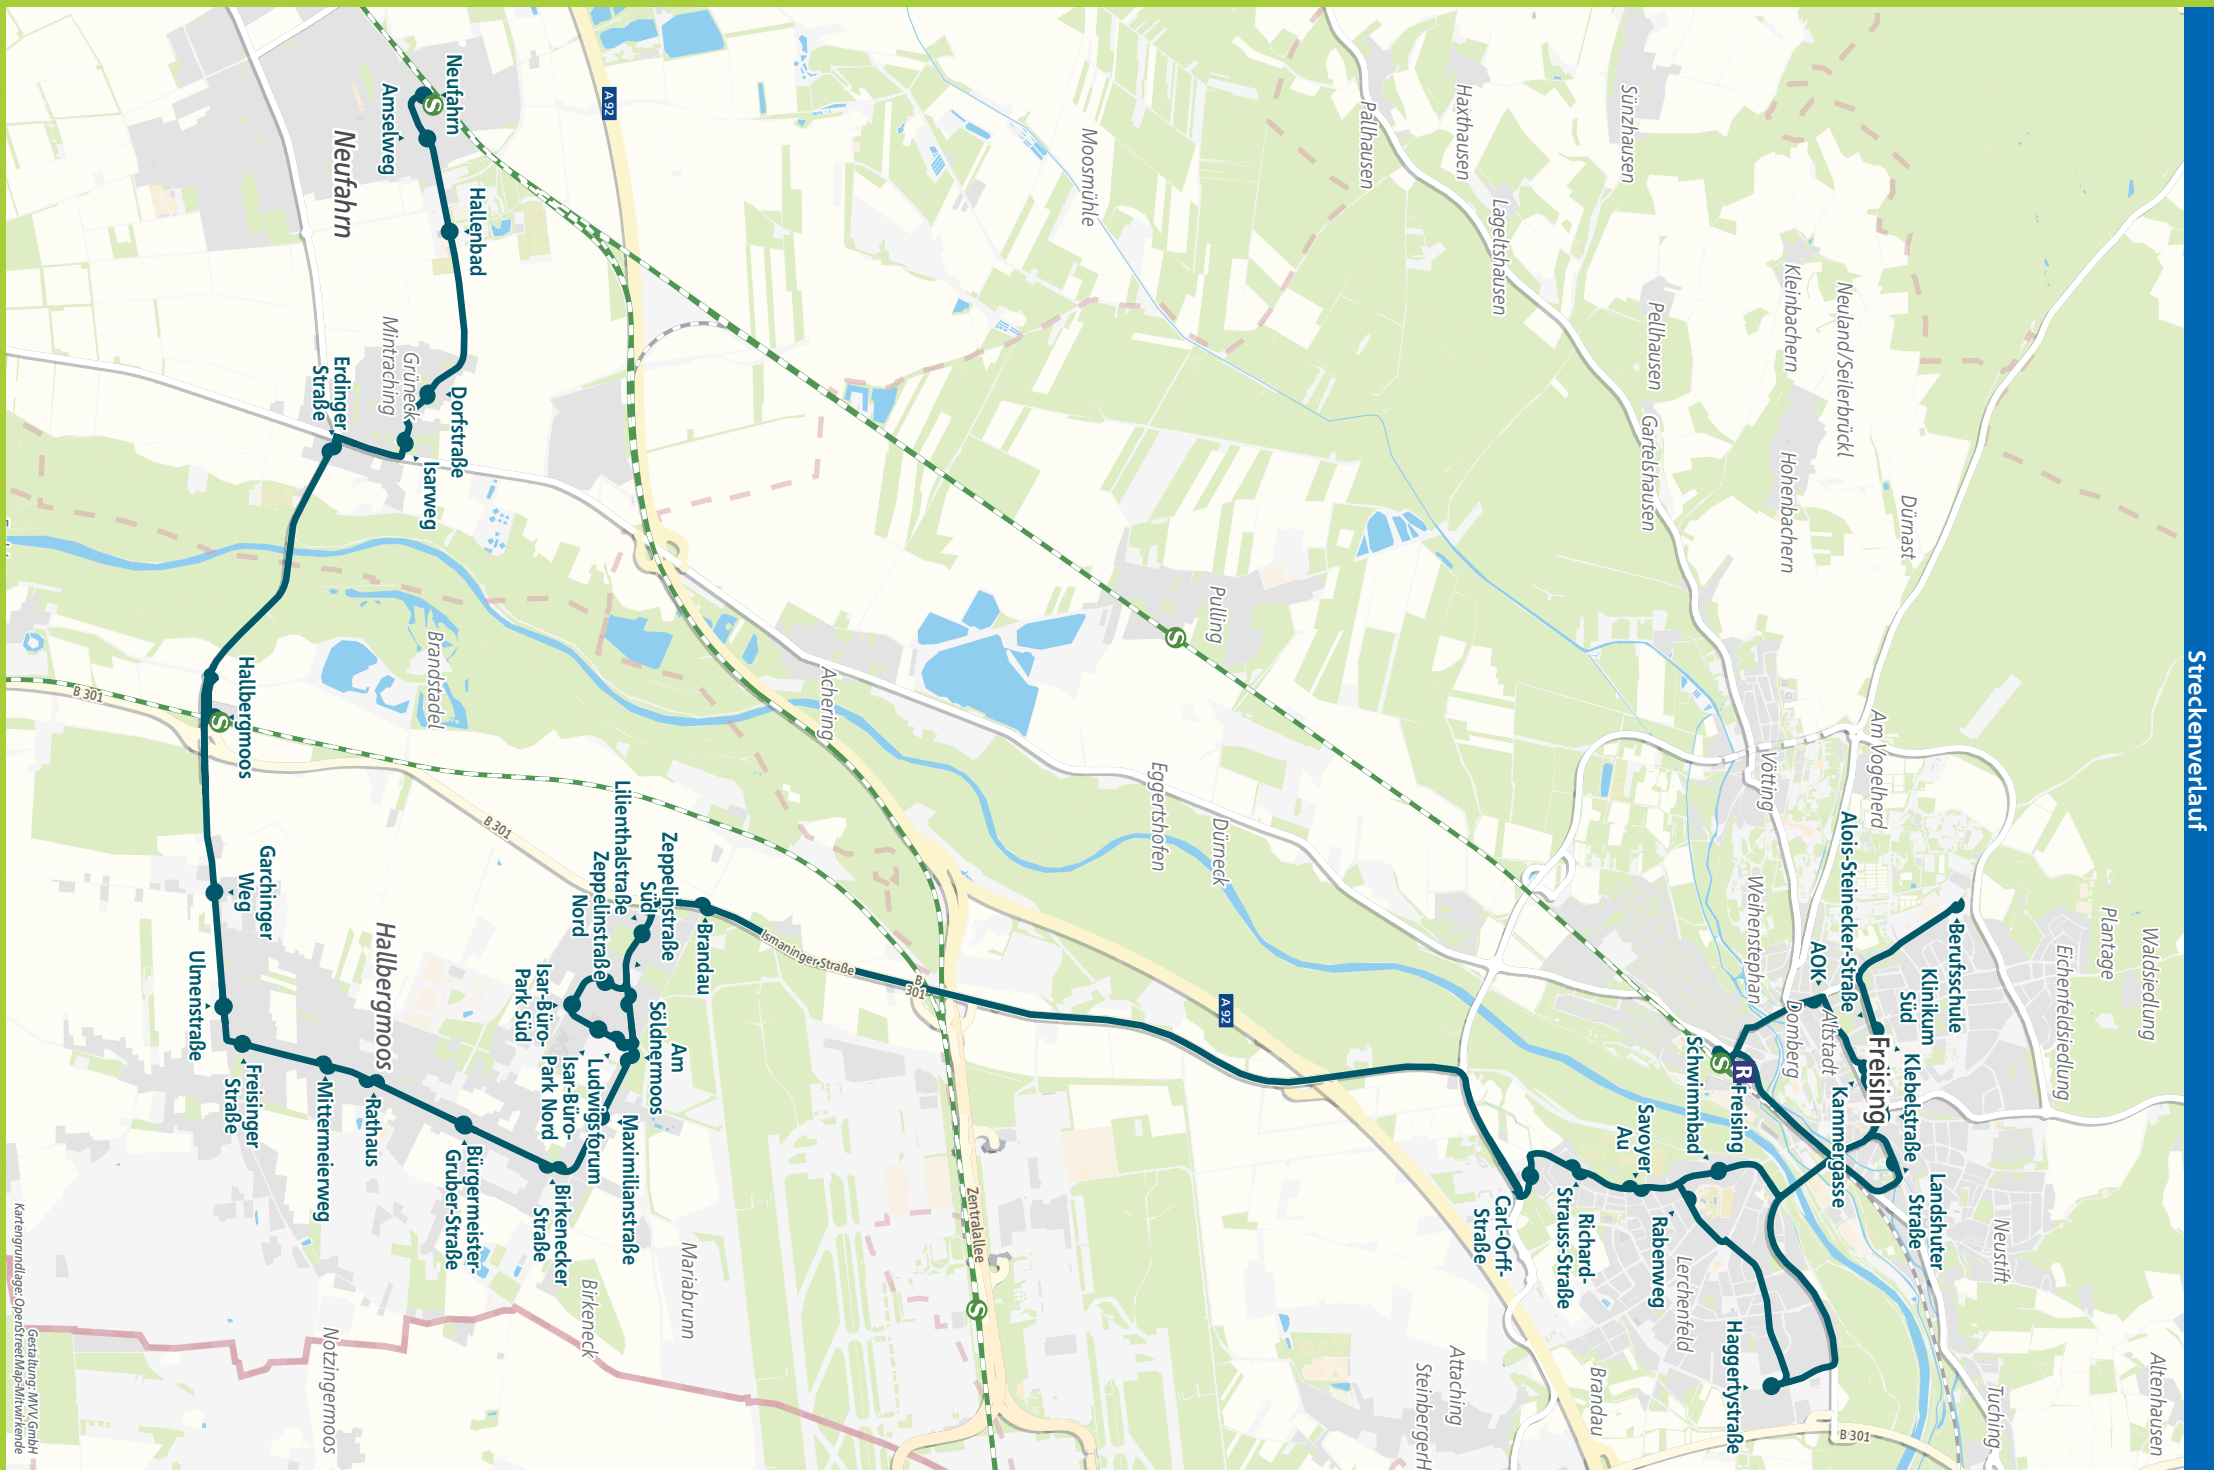 Streckenverlauf
Neufahrn
Amselweg
Neufahrn
Hallenbad
Dorfstraße
Grüneck
Mintraching
Isarweg
Erdinger
Straße
Hallbergmoos
Brandstadel
B 301
B 301
Garchinger
Weg
Ulmenstraße
Hallbergmoos
Freisinger
Straße
Mittermeierweg
Rathaus
Bürgermeister-
Gruber-Straße
Birkenecker
Straße
Maximilianstraße
Ludwigsforum
Isar-Büro-
Park Nord
Am
Söldnermoos
Isar-Büro-
Park Süd
Zeppelinstraße
Nord
Lilienthalstraße
Zeppelinstraße
Süd
Brandau
Ismaninger Straße
B
301
A 92
A 92
Zentralallee
Mariabrunn
Birkeneck
Notzingermoos
Achering
Eggertshofen
Dürneck
Pulling
Moosmühle
Pallhausen
Haxthausen
Sünzhausen
Lageltshausen
Pellhausen
Gartelshausen
Kleinbachern
Neuland/Seilerbrückl
Hohenbachern
Dürnast
Am Vogelherd
Vötting
Weihenstephan
Domberg
Altstadt
Plantage
Waldsiedlung
Eichenfeldsiedlung
Berufsschule
Klinikum
Süd
Alois-Steinecker-Straße
AOK
Freising
Klebelstraße
Kammergasse
Landshuter
Straße
R
Freising
Schwimmbad
Savoyer
Au
Rabenweg
Richard-
Strauss-Straße
Carl-Orff-
Straße
Haggertystraße
Lerchenfeld
Neustift
Tuching
Altenhausen
Brandau
Attaching
SteinbergerH
B 301
S
S
S
S
S
Gestaltung: MVV GmbH
Kartengrundlage: OpenStreetMap-Mitwirkende